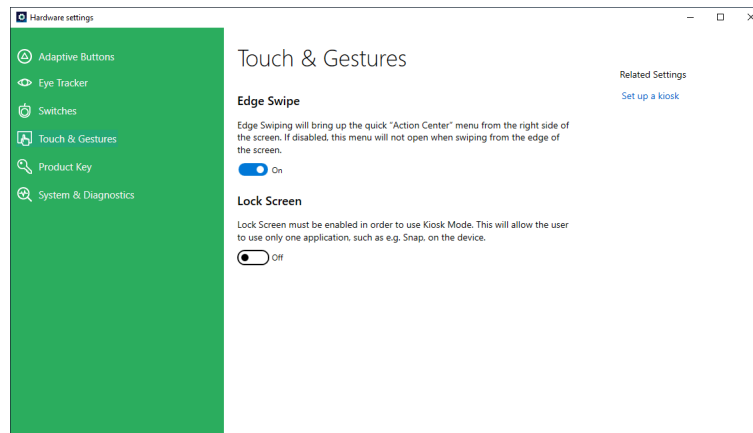 Hardware settings
Adaptive Buttons
Eye Tracker
Switches
Touch & Gestures
Product Key
System & Diagnostics
Touch & Gestures
Edge Swipe
Edge Swiping will bring up the quick "Action Center" menu from the right side of
the screen. If disabled, this menu will not open when swiping from the edge of
the screen.
On
Lock Screen
Lock Screen must be enabled in order to use Kiosk Mode. This will allow the user
to use only one application, such as e.g. Snap, on the device.
Off
Related Settings
Set up a kiosk